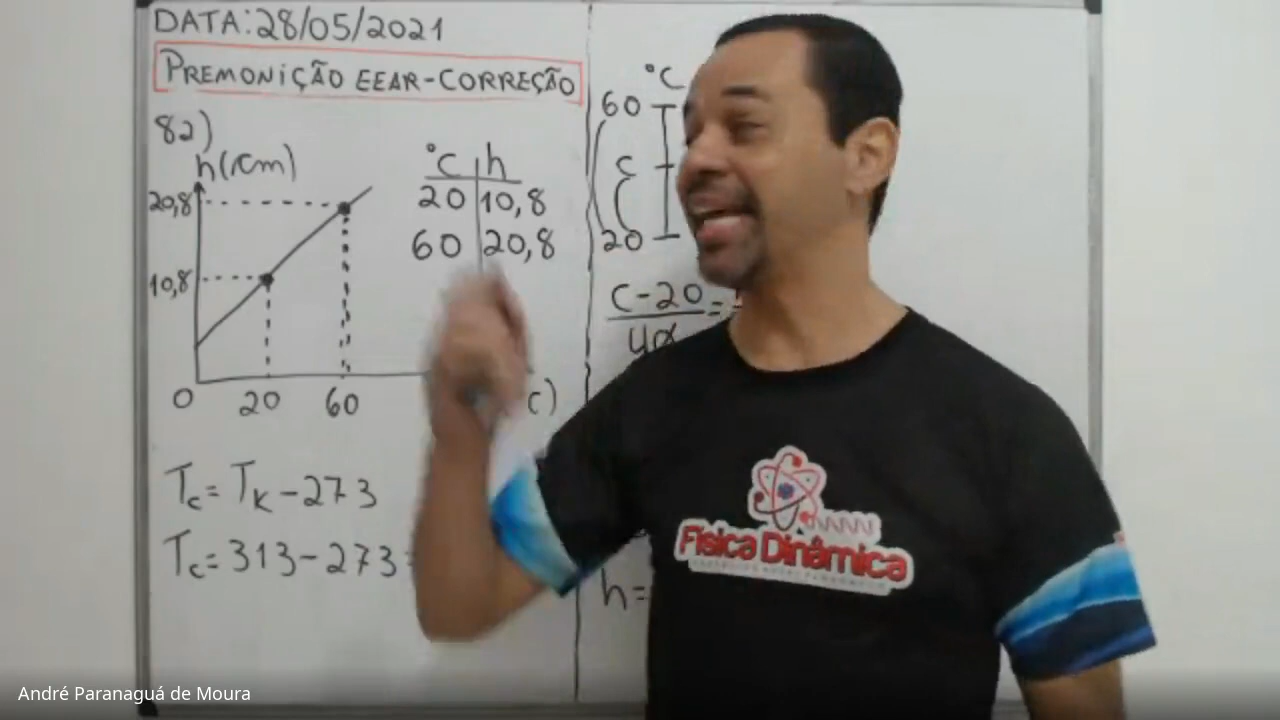 DATA: 28/05/2021
PREMONIÇÃO EEAR-CORREÇÃO
82)
h(cm)
20,8
10,8
0 20 60
°C h
20 10,8
60 20,8
C)
Tc = TK - 273
Tc = 313 - 273 =
°C
60
C
20
C-20 =
40
h =
Física Dinâmica
André Paranaguá de Moura